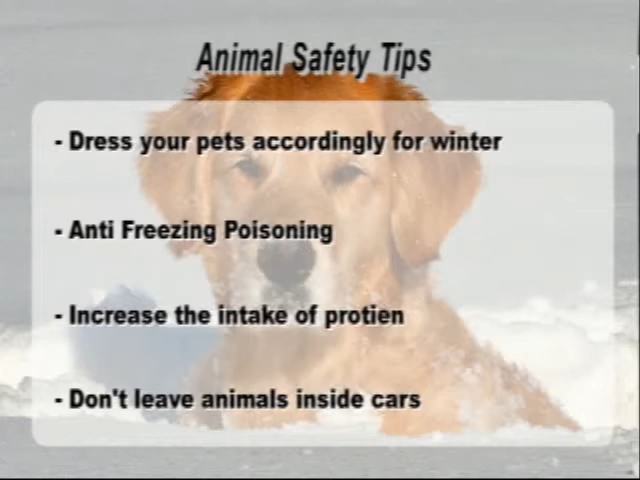 Animal Safety Tips
- Dress your pets accordingly for winter
- Anti Freezing Poisoning
- Increase the intake of protien
- Don't leave animals inside cars